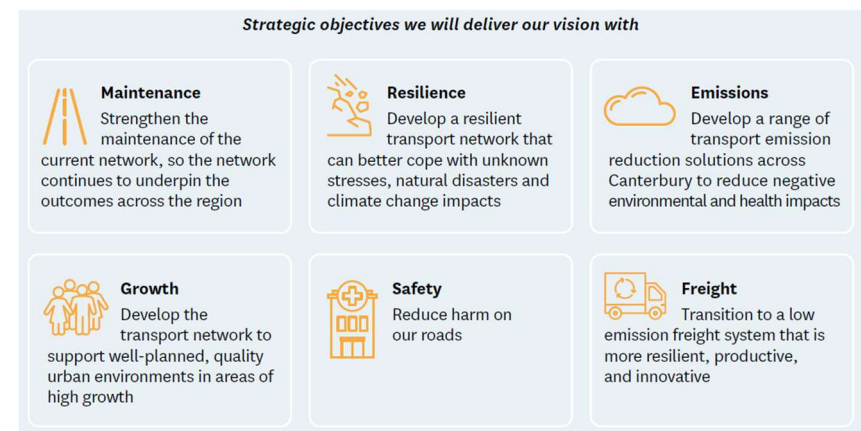 Strategic objectives we will deliver our vision with
Maintenance
Strengthen the
maintenance of the
current network, so the network
continues to underpin the
outcomes across the region
Resilience
Develop a resilient
transport network that
can better cope with unknown
stresses, natural disasters and
climate change impacts
Emissions
Develop a range of
transport emission
reduction solutions across
Canterbury to reduce negative
environmental and health impacts
Growth
Develop the
transport network to
support well-planned, quality
urban environments in areas of
high growth
Safety
Reduce harm on
our roads
Freight
Transition to a low
emission freight system that is
more resilient, productive,
and innovative